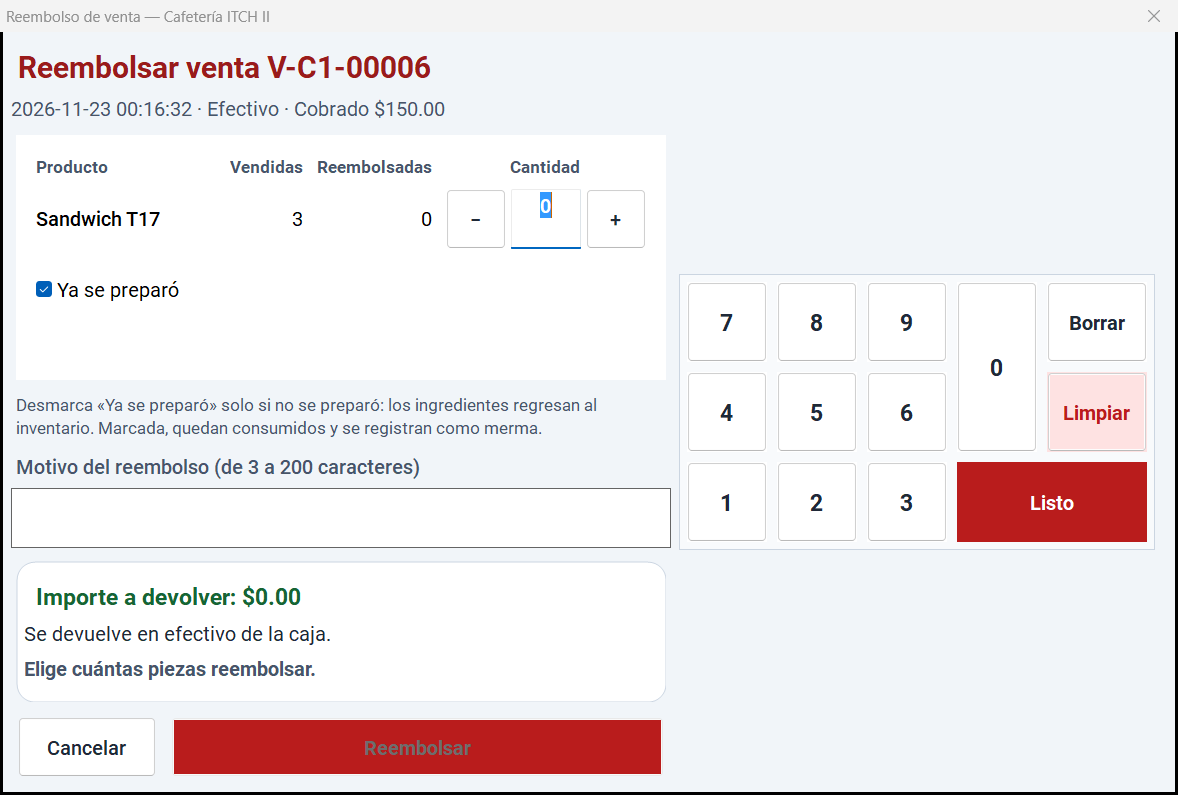 Reembolso de venta — Cafetería ITCH II
Reembolsar venta V-C1-00006
2026-11-23 00:16:32 · Efectivo · Cobrado $150.00
Producto Vendidas Reembolsadas Cantidad
Sandwich T17 3 0 − 0 +
Ya se preparó
Desmarca «Ya se preparó» solo si no se preparó: los ingredientes regresan al
inventario. Marcada, quedan consumidos y se registran como merma.
Motivo del reembolso (de 3 a 200 caracteres)
Importe a devolver: $0.00
Se devuelve en efectivo de la caja.
Elige cuántas piezas reembolsar.
Cancelar Reembolsar
7 8 9 0 Borrar
4 5 6 Limpiar
1 2 3 Listo